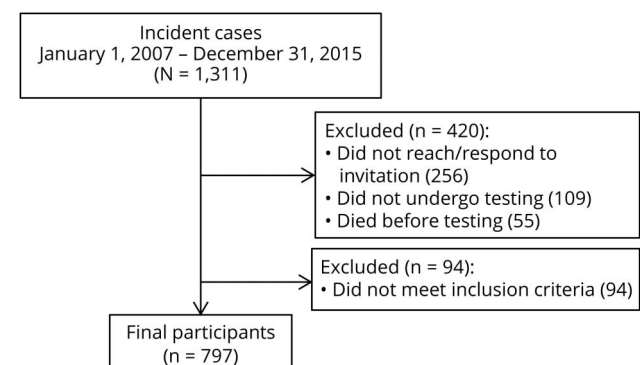 Incident cases
January 1, 2007 – December 31, 2015
(N = 1,311)
Excluded (n = 420):
• Did not reach/respond to
invitation (256)
• Did not undergo testing (109)
• Died before testing (55)
Excluded (n = 94):
• Did not meet inclusion criteria (94)
Final participants
(n = 797)